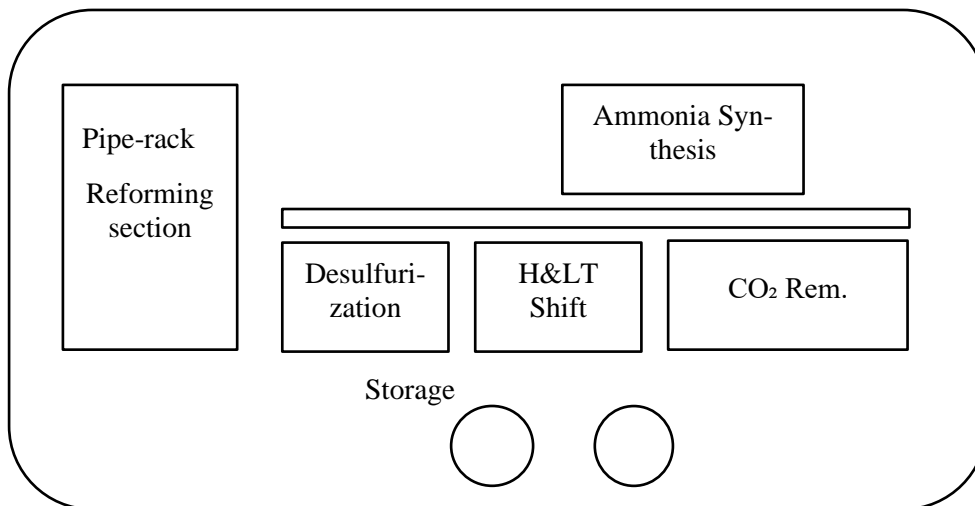 Pipe-rack
Reforming
section
Ammonia Syn-
thesis
Desulfuri-
zation
H&LT
Shift
CO₂ Rem.
Storage